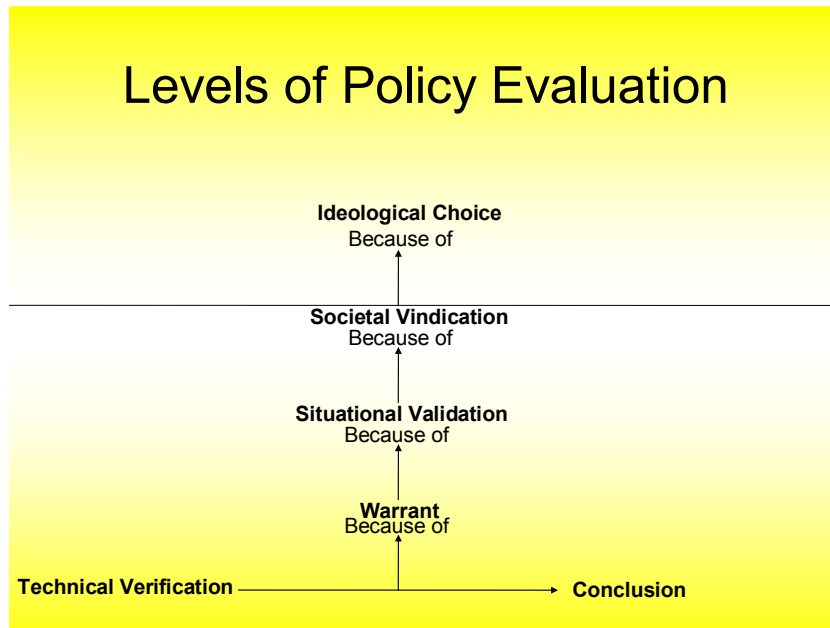 Levels of Policy Evaluation
Ideological Choice
Because of
Societal Vindication
Because of
Situational Validation
Because of
Warrant
Because of
Technical Verification
Conclusion